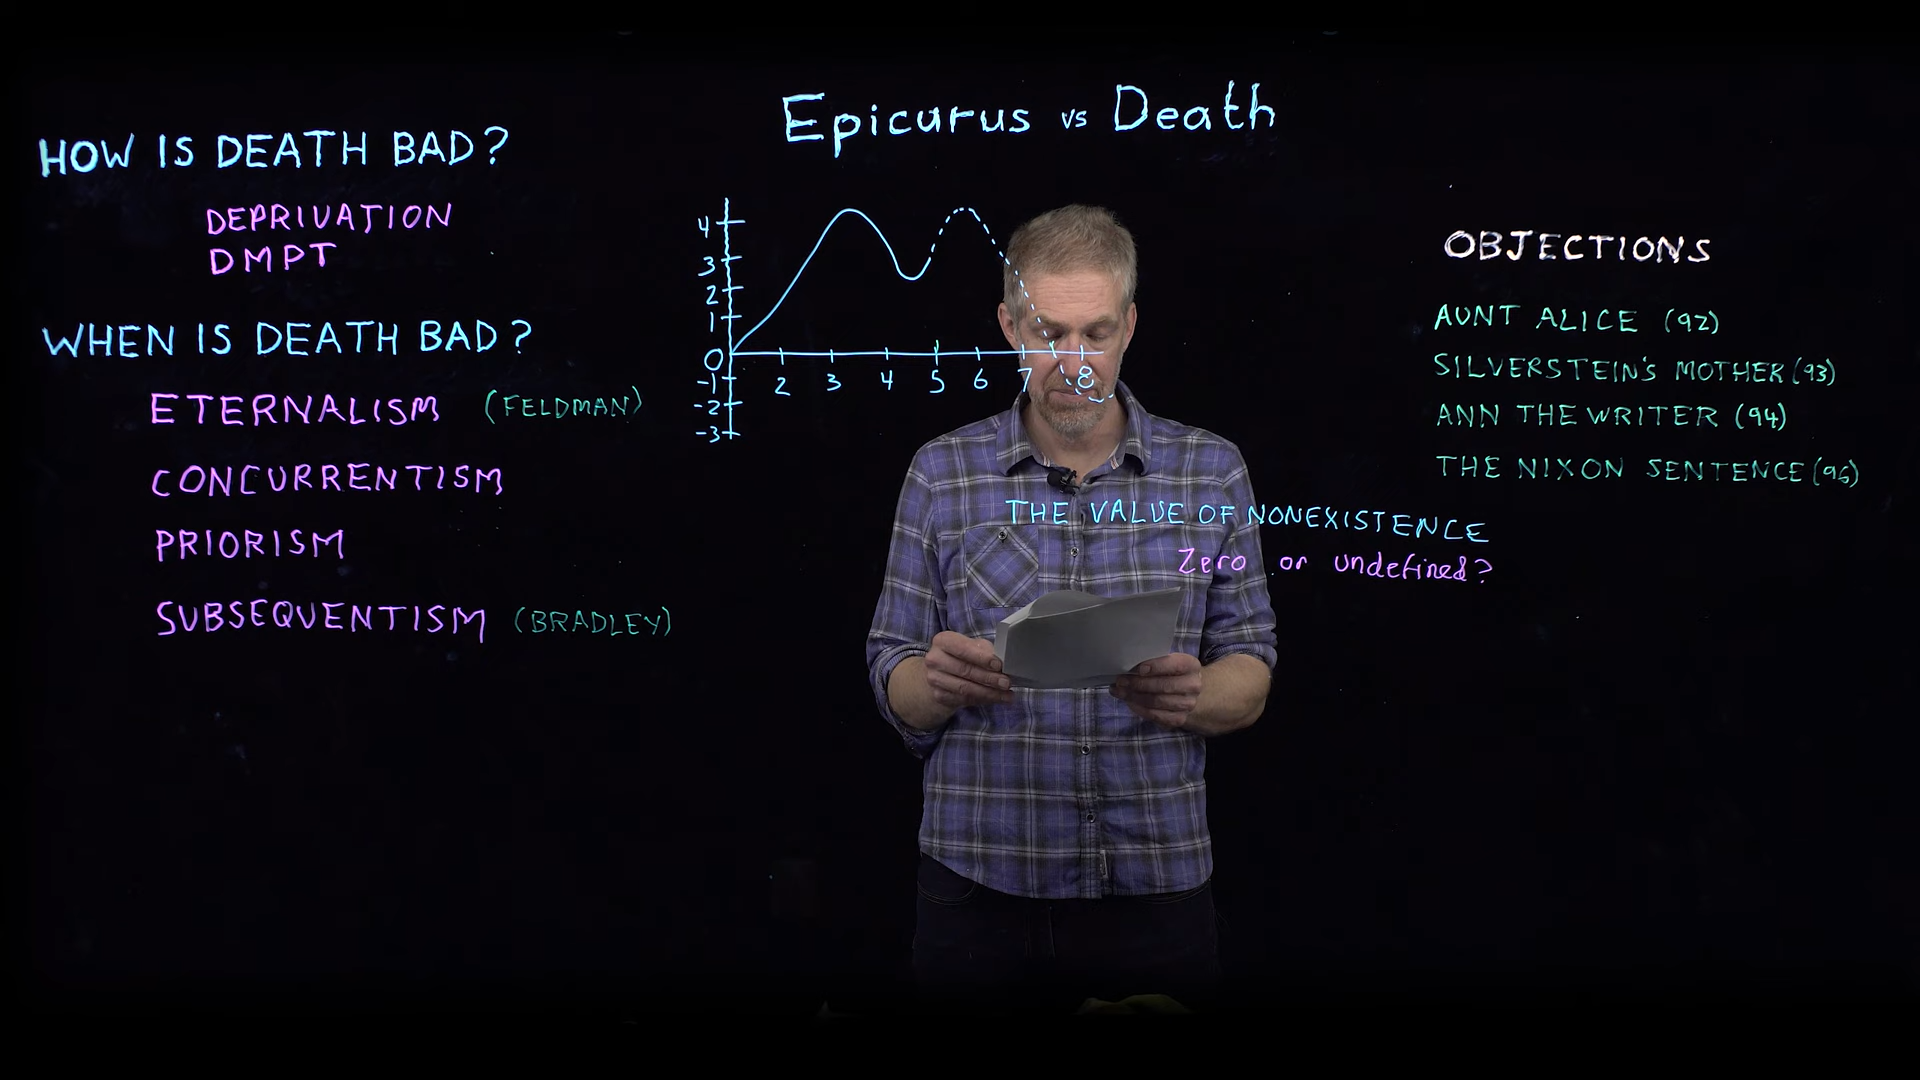 Epicurus vs Death
HOW IS DEATH BAD?
DEPRIVATION
DMPT
WHEN IS DEATH BAD?
ETERNALISM (FELDMAN)
CONCURRENTISM
PRIORISM
SUBSEQUENTISM (BRADLEY)
4
3
2
1
0
-1
-2
-3
2 3 4 5 6 7 8
THE VALUE OF NONEXISTENCE
Zero or undefined?
OBJECTIONS
AUNT ALICE (92)
SILVERSTEIN'S MOTHER (93)
ANN THE WRITER (94)
THE NIXON SENTENCE (96)